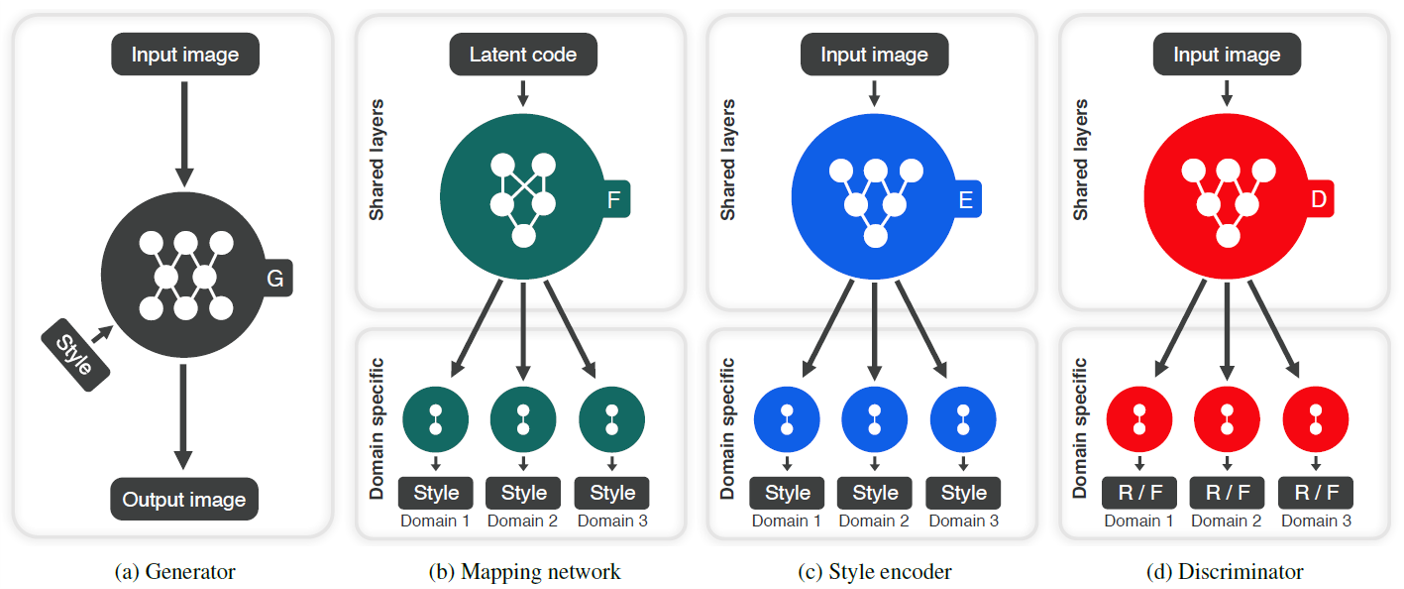 Input image
G
Style
Output image
(a) Generator
Latent code
Shared layers
F
Domain specific
Style Style Style
Domain 1 Domain 2 Domain 3
(b) Mapping network
Input image
Shared layers
E
Domain specific
Style Style Style
Domain 1 Domain 2 Domain 3
(c) Style encoder
Input image
Shared layers
D
Domain specific
R / F R / F R / F
Domain 1 Domain 2 Domain 3
(d) Discriminator